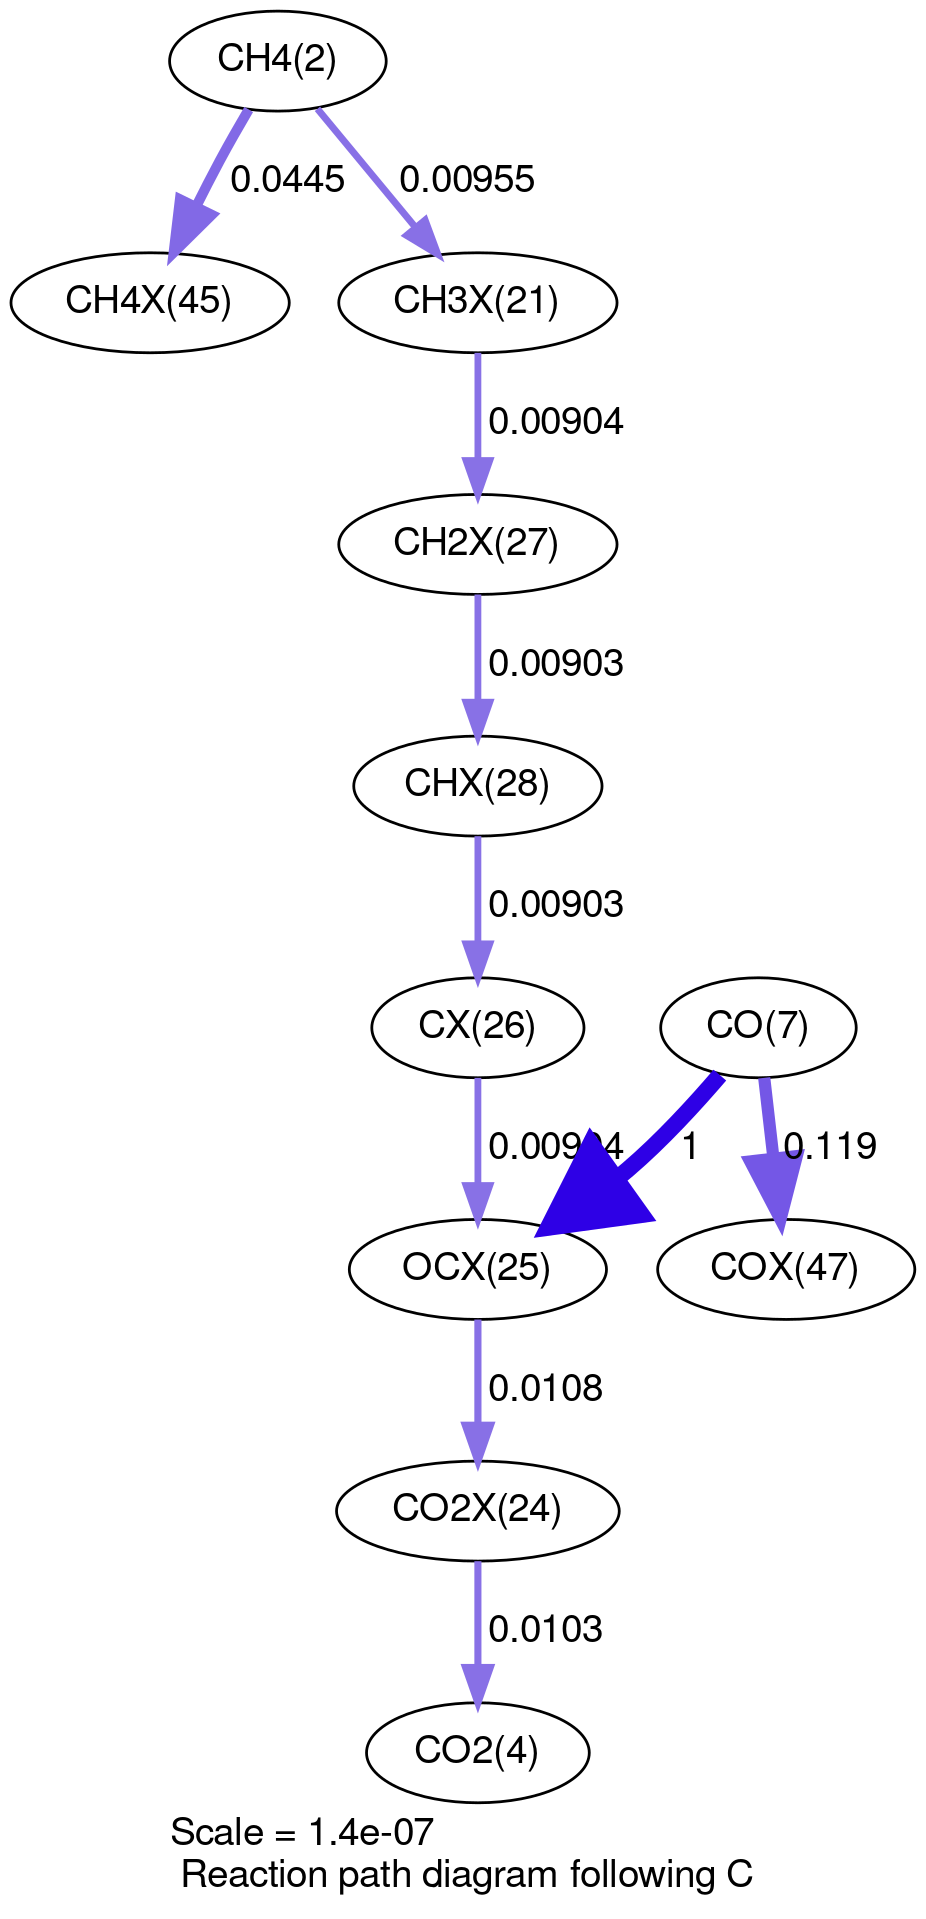 CH4(2)
0.0445
0.00955
CH4X(45)
CH3X(21)
0.00904
CH2X(27)
0.00903
CHX(28)
0.00903
CX(26)
CO(7)
1
0.119
OCX(25)
COX(47)
0.0108
CO2X(24)
0.0103
CO2(4)
Scale = 1.4e-07
Reaction path diagram following C